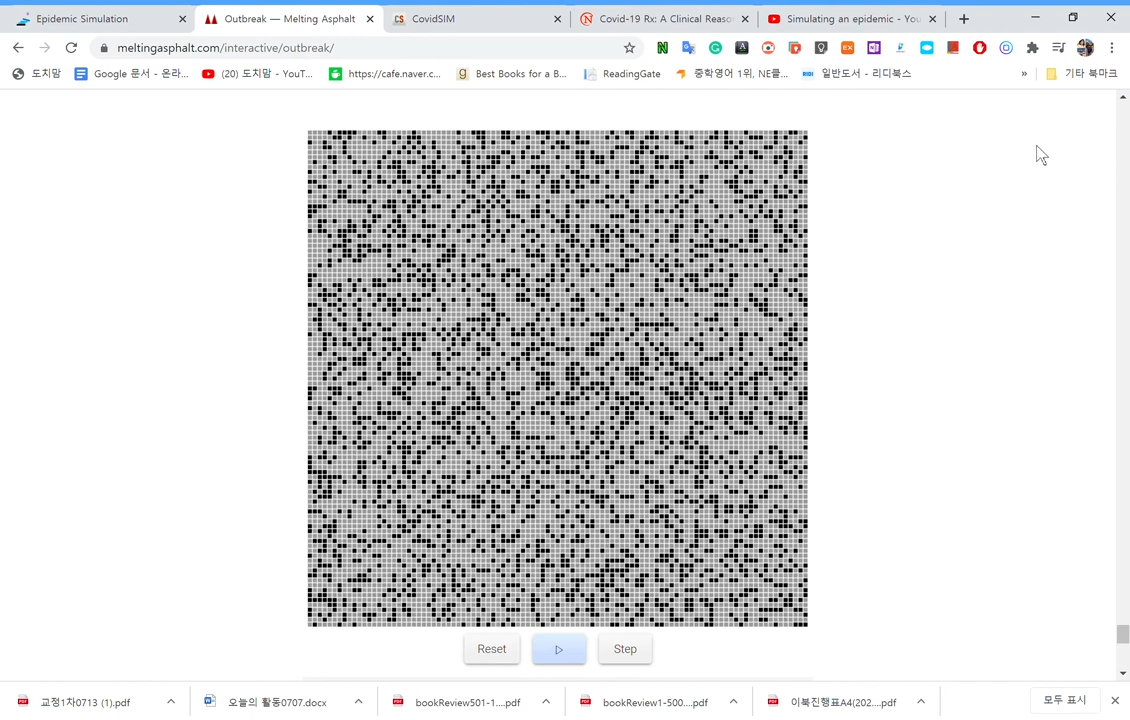 Epidemic Simulation
Outbreak — Melting Asphalt
CS CovidSIM
Covid-19 Rx: A Clinical Reaso
Simulating an epidemic - You
meltingasphalt.com/interactive/outbreak/
도치맘
Google 문서 - 온라...
(20) 도치맘 - YouT...
https://cafe.naver.c...
Best Books for a B...
ReadingGate
중학영어 1위, NE클...
RIDI 일반도서 - 리디북스
»
기타 북마크
Reset
Step
교정1차0713 (1).pdf
오늘의 활동0707.docx
bookReview501-1....pdf
bookReview1-500....pdf
이북진행표A4(202....pdf
모두 표시